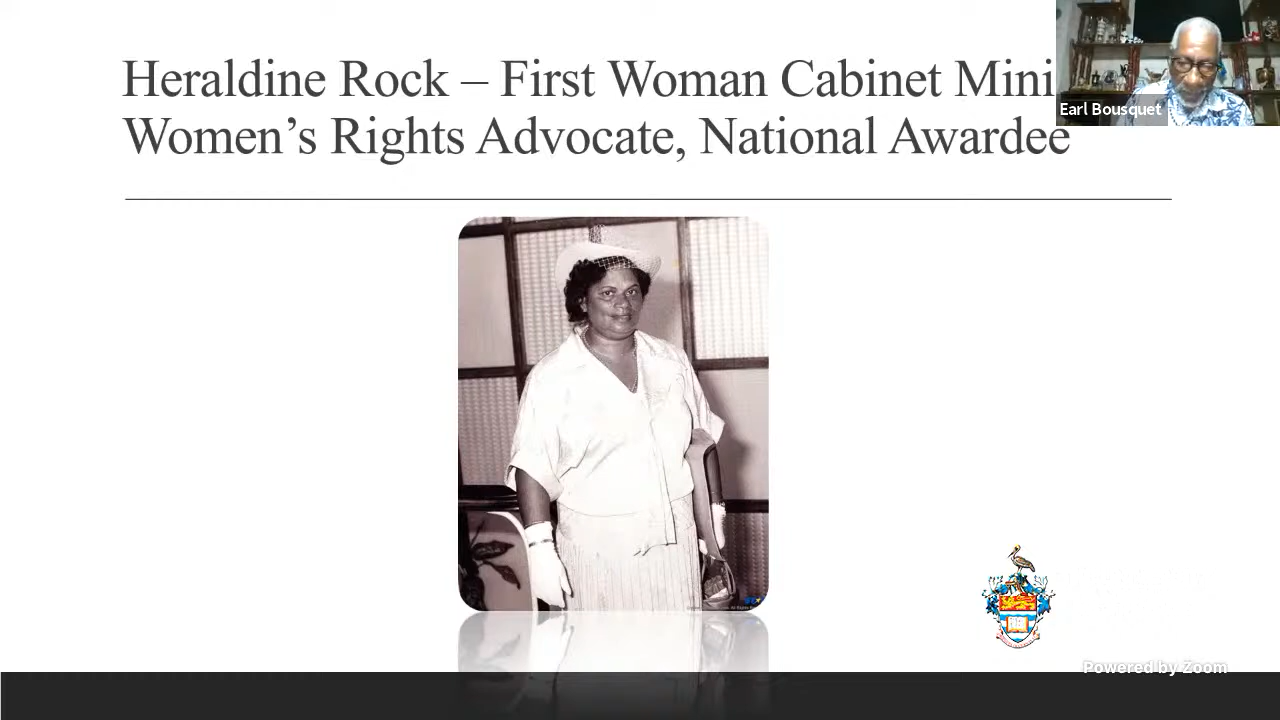 Heraldine Rock – First Woman Cabinet Mini
Women's Rights Advocate, National Awardee
Earl Bousquet
Powered by Zoom